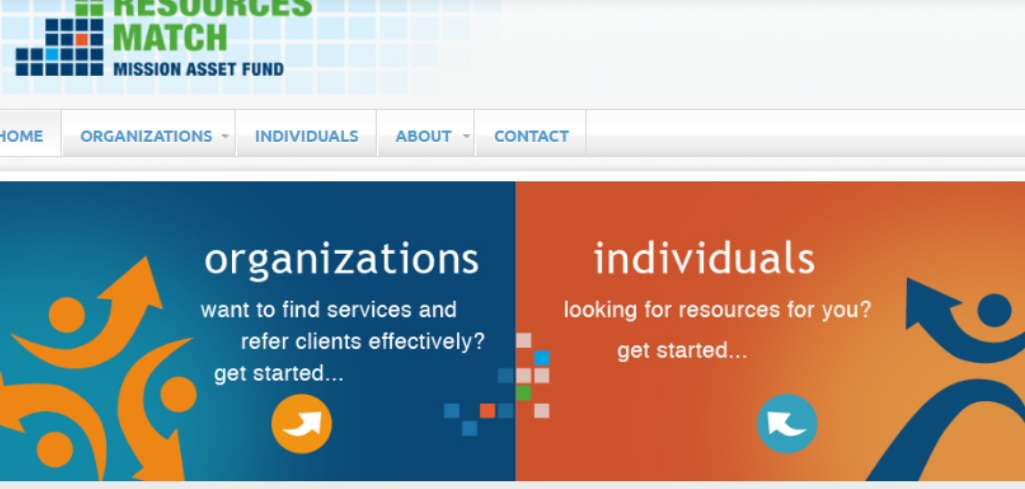 RESOURCES
MATCH
MISSION ASSET FUND
HOME ORGANIZATIONS INDIVIDUALS ABOUT CONTACT
organizations
want to find services and
refer clients effectively?
get started...
individuals
looking for resources for you?
get started...